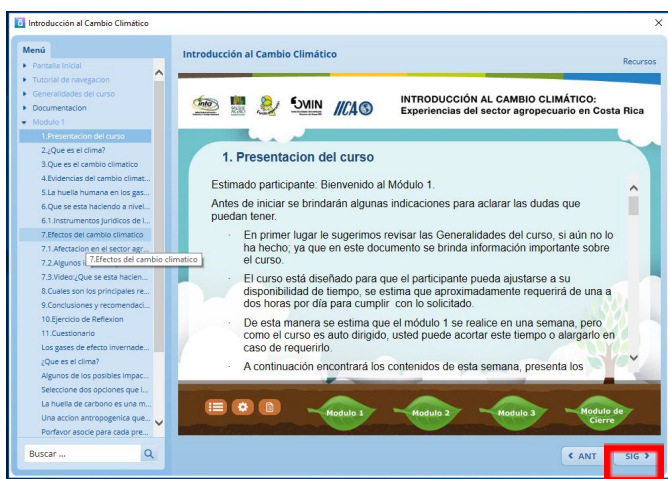 Introducción al Cambio Climático
Menú
Pantalla Inicial
Tutorial de navegacion
Generalidades del curso
Documentacion
Modulo 1
1.Presentacion del curso
2.¿Que es el clima?
3.Que es el cambio climatico
4.Evidencias del cambio climat...
5.La huella humana en los gas...
6.Que se esta haciendo a nivel...
6.1.Instrumentos Juridicos de l...
7.Efectos del cambio climatico
7.1.Afectacion en el sector agr...
7.2.Algunos i
7.Efectos del cambio climatico
7.3.Video:¿Que se esta hacien...
8.Cuales son los principales re...
9.Conclusiones y recomendaci...
10.Ejercicio de Reflexion
11.Cuestionario
Los gases de efecto invernade...
¿Que es el clima?
Algunos de los posibles impac...
Seleccione dos opciones que i...
La huella de carbono es una m...
Una accion antropogenica que...
Porfavor asocie para cada pre...
Buscar ...
Introducción al Cambio Climático
Recursos
inta
IICA
INTRODUCCIÓN AL CAMBIO CLIMÁTICO:
Experiencias del sector agropecuario en Costa Rica
1. Presentacion del curso
Estimado participante: Bienvenido al Módulo 1.
Antes de iniciar se brindarán algunas indicaciones para aclarar las dudas que
puedan tener.
· En primer lugar le sugerimos revisar las Generalidades del curso, si aún no lo
ha hecho; ya que en este documento se brinda información importante sobre
el curso.
· El curso está diseñado para que el participante pueda ajustarse a su
disponibilidad de tiempo, se estima que aproximadamente requerirá de una a
dos horas por día para cumplir con lo solicitado.
· De esta manera se estima que el módulo 1 se realice en una semana, pero
como el curso es auto dirigido, usted puede acortar este tiempo o alargarlo en
caso de requerirlo.
· A continuación encontrará los contenidos de esta semana, presenta los
Modulo 1
Modulo 2
Modulo 3
Modulo de
Cierre
ANT
SIG